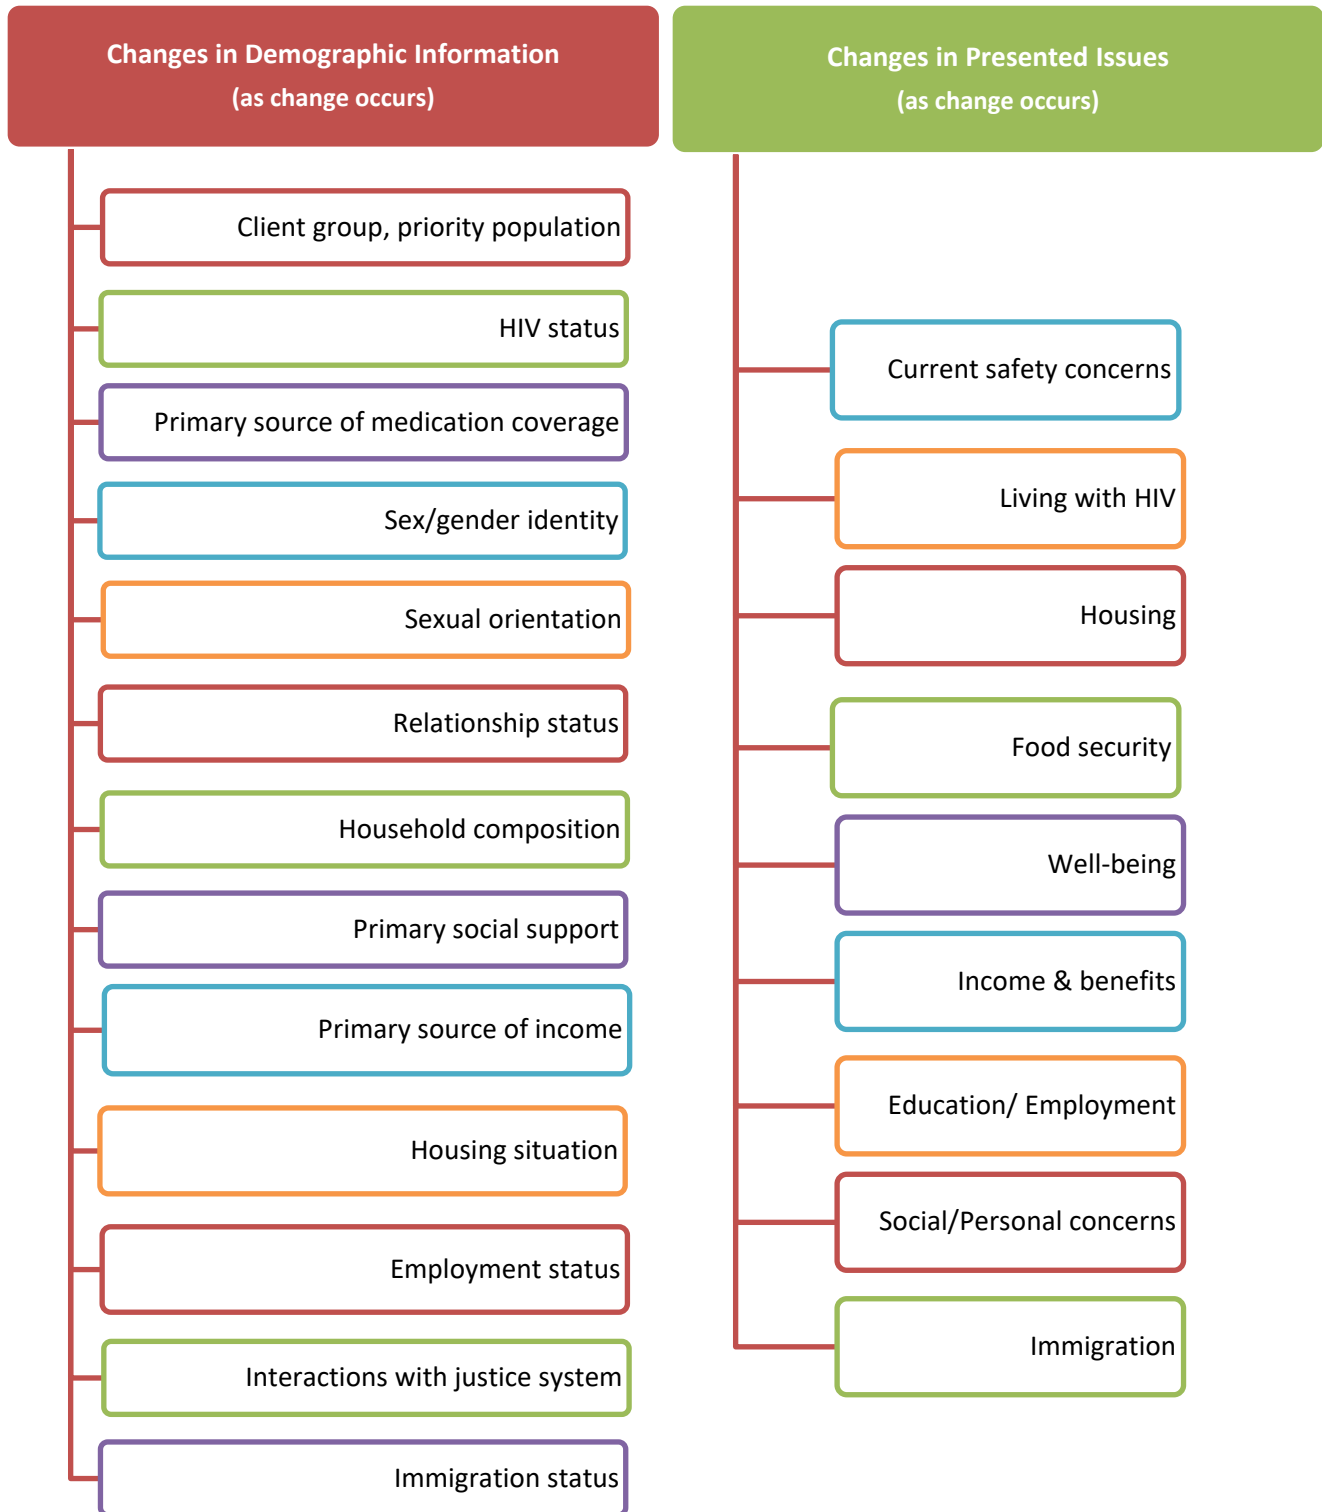 Changes in Demographic Information
(as change occurs)
Client group, priority population
HIV status
Primary source of medication coverage
Sex/gender identity
Sexual orientation
Relationship status
Household composition
Primary social support
Primary source of income
Housing situation
Employment status
Interactions with justice system
Immigration status
Changes in Presented Issues
(as change occurs)
Current safety concerns
Living with HIV
Housing
Food security
Well-being
Income & benefits
Education/ Employment
Social/Personal concerns
Immigration